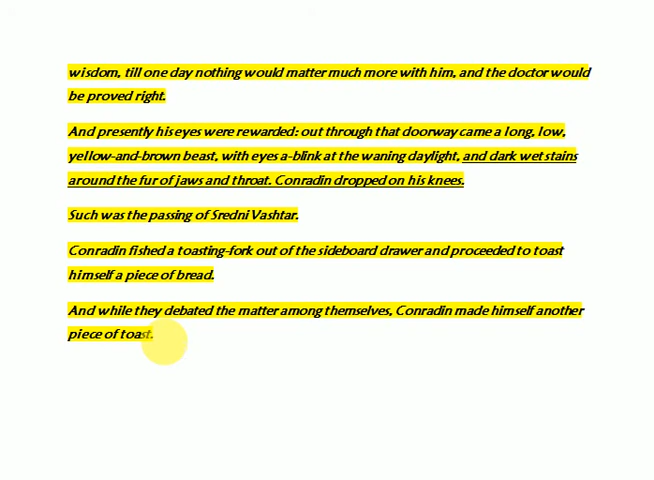 wisdom, till one day nothing would matter much more with him, and the doctor would
be proved right.
And presently his eyes were rewarded: out through that doorway came a long, low,
yellow-and-brown beast, with eyes a-blink at the waning daylight, and dark wet stains
around the fur of jaws and throat. Conradin dropped on his knees.
Such was the passing of Sredni Vashtar.
Conradin fished a toasting-fork out of the sideboard drawer and proceeded to toast
himself a piece of bread.
And while they debated the matter among themselves, Conradin made himself another
piece of toast.